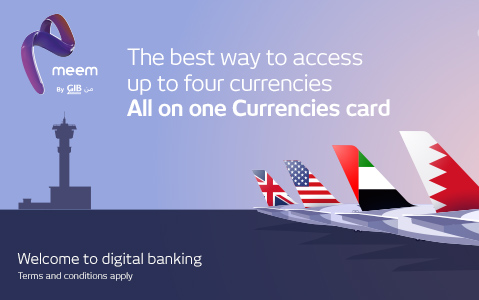 meem
By GIB من
The best way to access
up to four currencies
All on one Currencies card
Welcome to digital banking
Terms and conditions apply